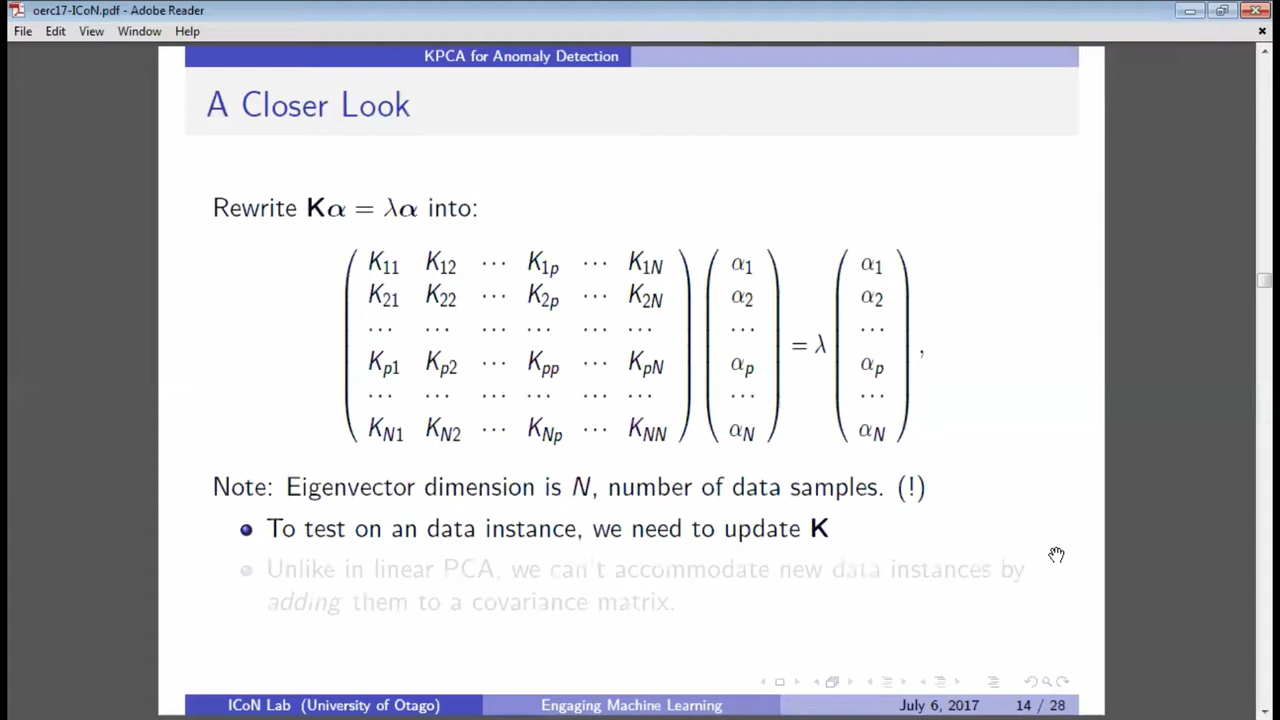 oerc17-ICoN.pdf - Adobe Reader
File Edit View Window Help
KPCA for Anomaly Detection
A Closer Look
Rewrite Kα = λα into:
K11 K12 ··· K1p ··· K1N α1 α1
K21 K22 ··· K2p ··· K2N α2 α2
··· ··· ··· ··· ··· ··· ··· ···
Kp1 Kp2 ··· Kpp ··· KpN αp = λ αp ,
··· ··· ··· ··· ··· ··· ··· ···
KN1 KN2 ··· KNp ··· KNN αN αN
Note: Eigenvector dimension is N, number of data samples. (!)
To test on an data instance, we need to update K
Unlike in linear PCA, we can't accommodate new data instances by
adding them to a covariance matrix.
ICoN Lab (University of Otago) Engaging Machine Learning July 6, 2017 14 / 28